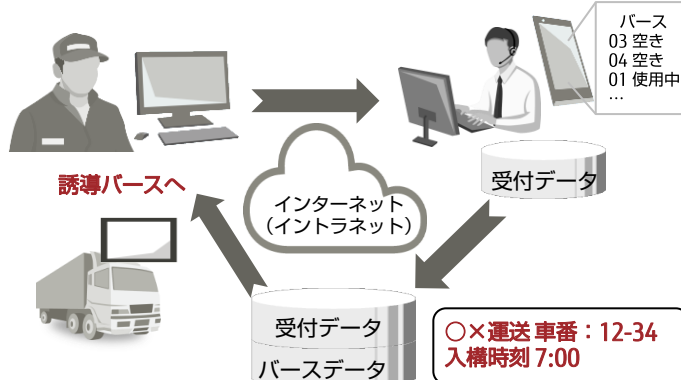 バース
03 空き
04 空き
01 使用中
…
受付データ
誘導バースへ
インターネット
（イントラネット）
受付データ
バースデータ
○×運送 車番：12-34
入構時刻 7:00